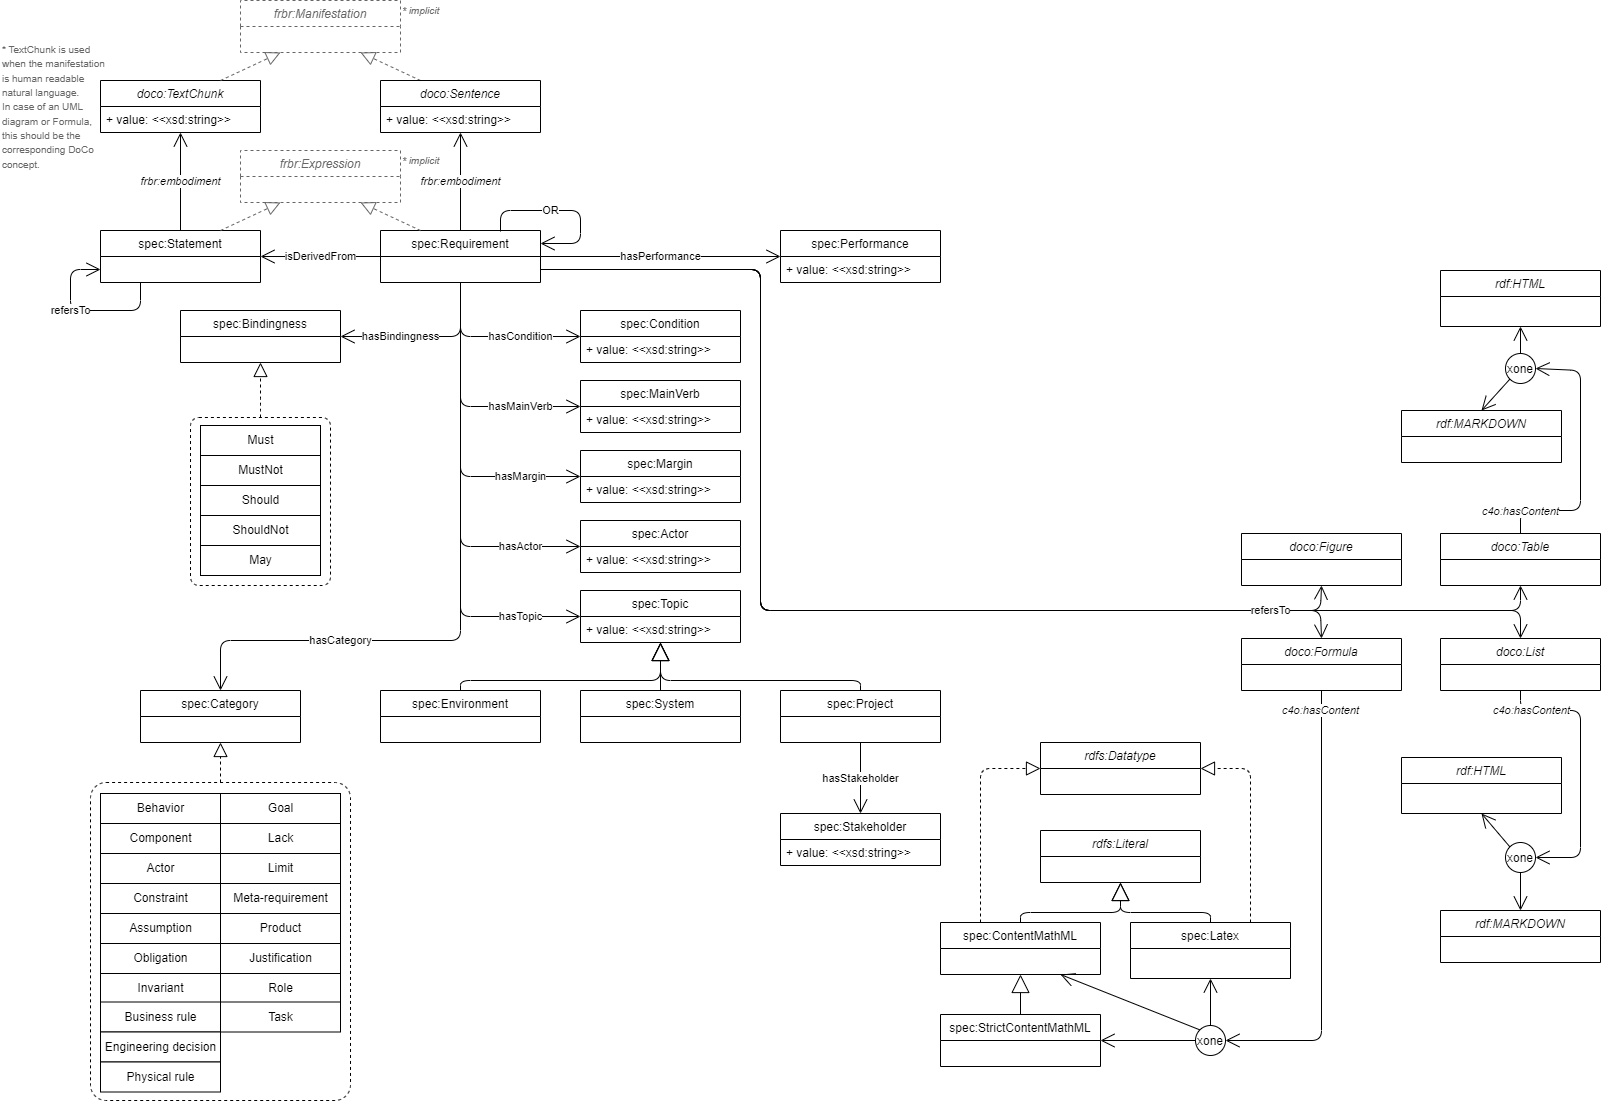 frbr:Manifestation
* implicit
* TextChunk is used
when the manifestation
is human readable
natural language.
In case of an UML
diagram or Formula,
this should be the
corresponding DoCo
concept.
doco:TextChunk
+ value: <<xsd:string>>
doco:Sentence
+ value: <<xsd:string>>
frbr:Expression
* implicit
frbr:embodiment
frbr:embodiment
OR
spec:Statement
isDerivedFrom
spec:Requirement
hasPerformance
spec:Performance
+ value: <<xsd:string>>
refersTo
spec:Bindingness
hasBindingness
hasCondition
spec:Condition
+ value: <<xsd:string>>
hasMainVerb
spec:MainVerb
+ value: <<xsd:string>>
hasMargin
spec:Margin
+ value: <<xsd:string>>
hasActor
spec:Actor
+ value: <<xsd:string>>
hasTopic
spec:Topic
+ value: <<xsd:string>>
Must
MustNot
Should
ShouldNot
May
hasCategory
spec:Category
spec:Environment
spec:System
spec:Project
hasStakeholder
spec:Stakeholder
+ value: <<xsd:string>>
Behavior
Goal
Component
Lack
Actor
Limit
Constraint
Meta-requirement
Assumption
Product
Obligation
Justification
Invariant
Role
Business rule
Task
Engineering decision
Physical rule
rdf:HTML
xone
rdf:MARKDOWN
c4o:hasContent
doco:Figure
doco:Table
refersTo
doco:Formula
doco:List
c4o:hasContent
c4o:hasContent
rdfs:Datatype
rdf:HTML
rdfs:Literal
xone
spec:ContentMathML
spec:Latex
rdf:MARKDOWN
spec:StrictContentMathML
xone